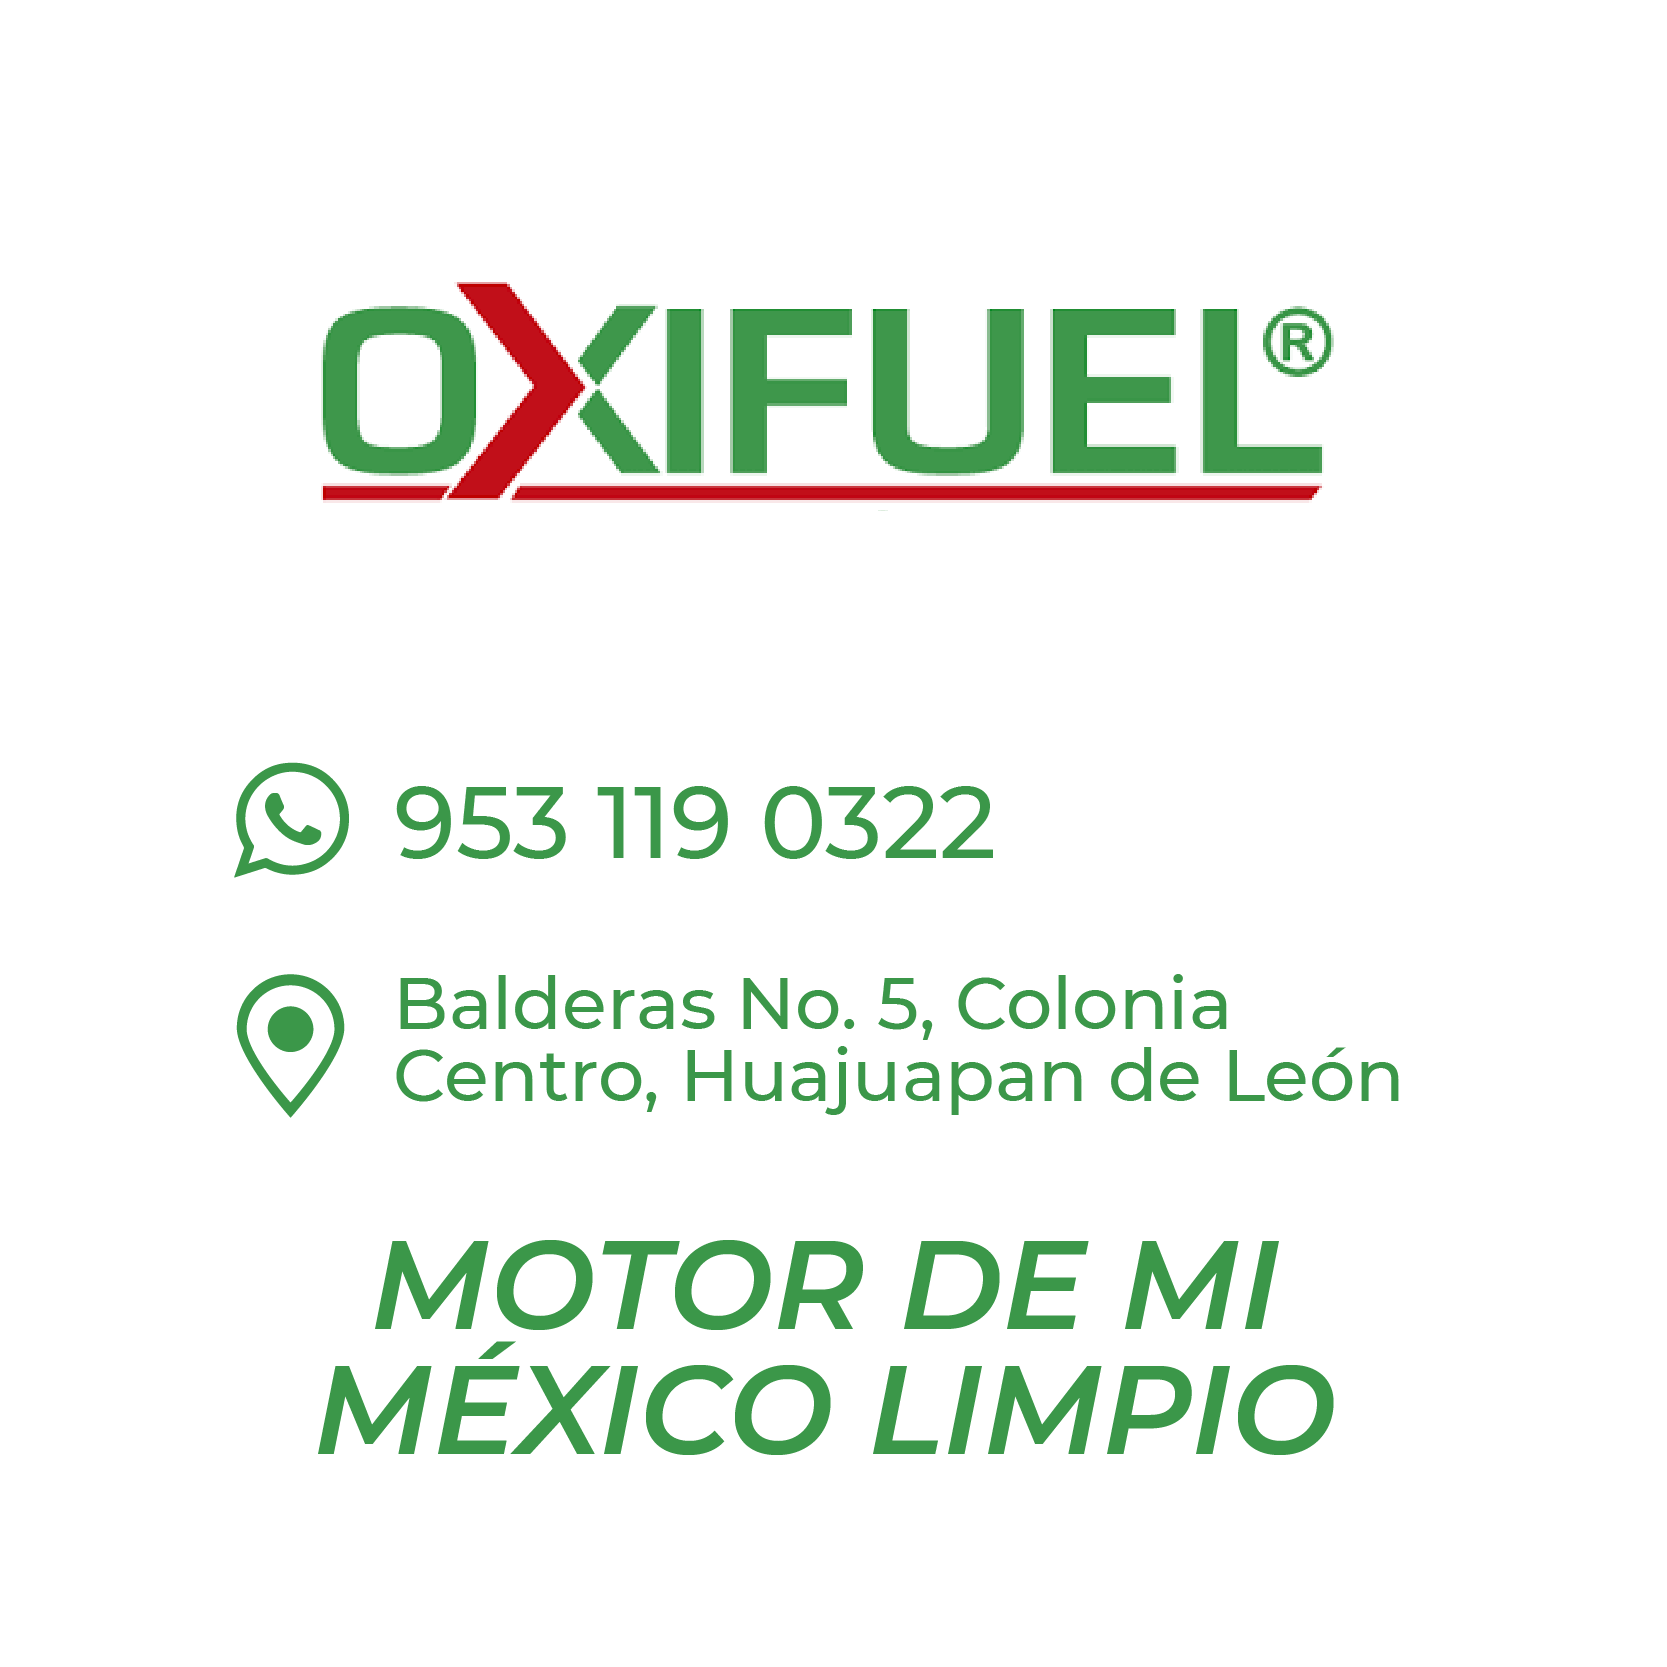 OXIFUEL®
953 119 0322
Balderas No. 5, Colonia
Centro, Huajuapan de León
MOTOR DE MI
MÉXICO LIMPIO